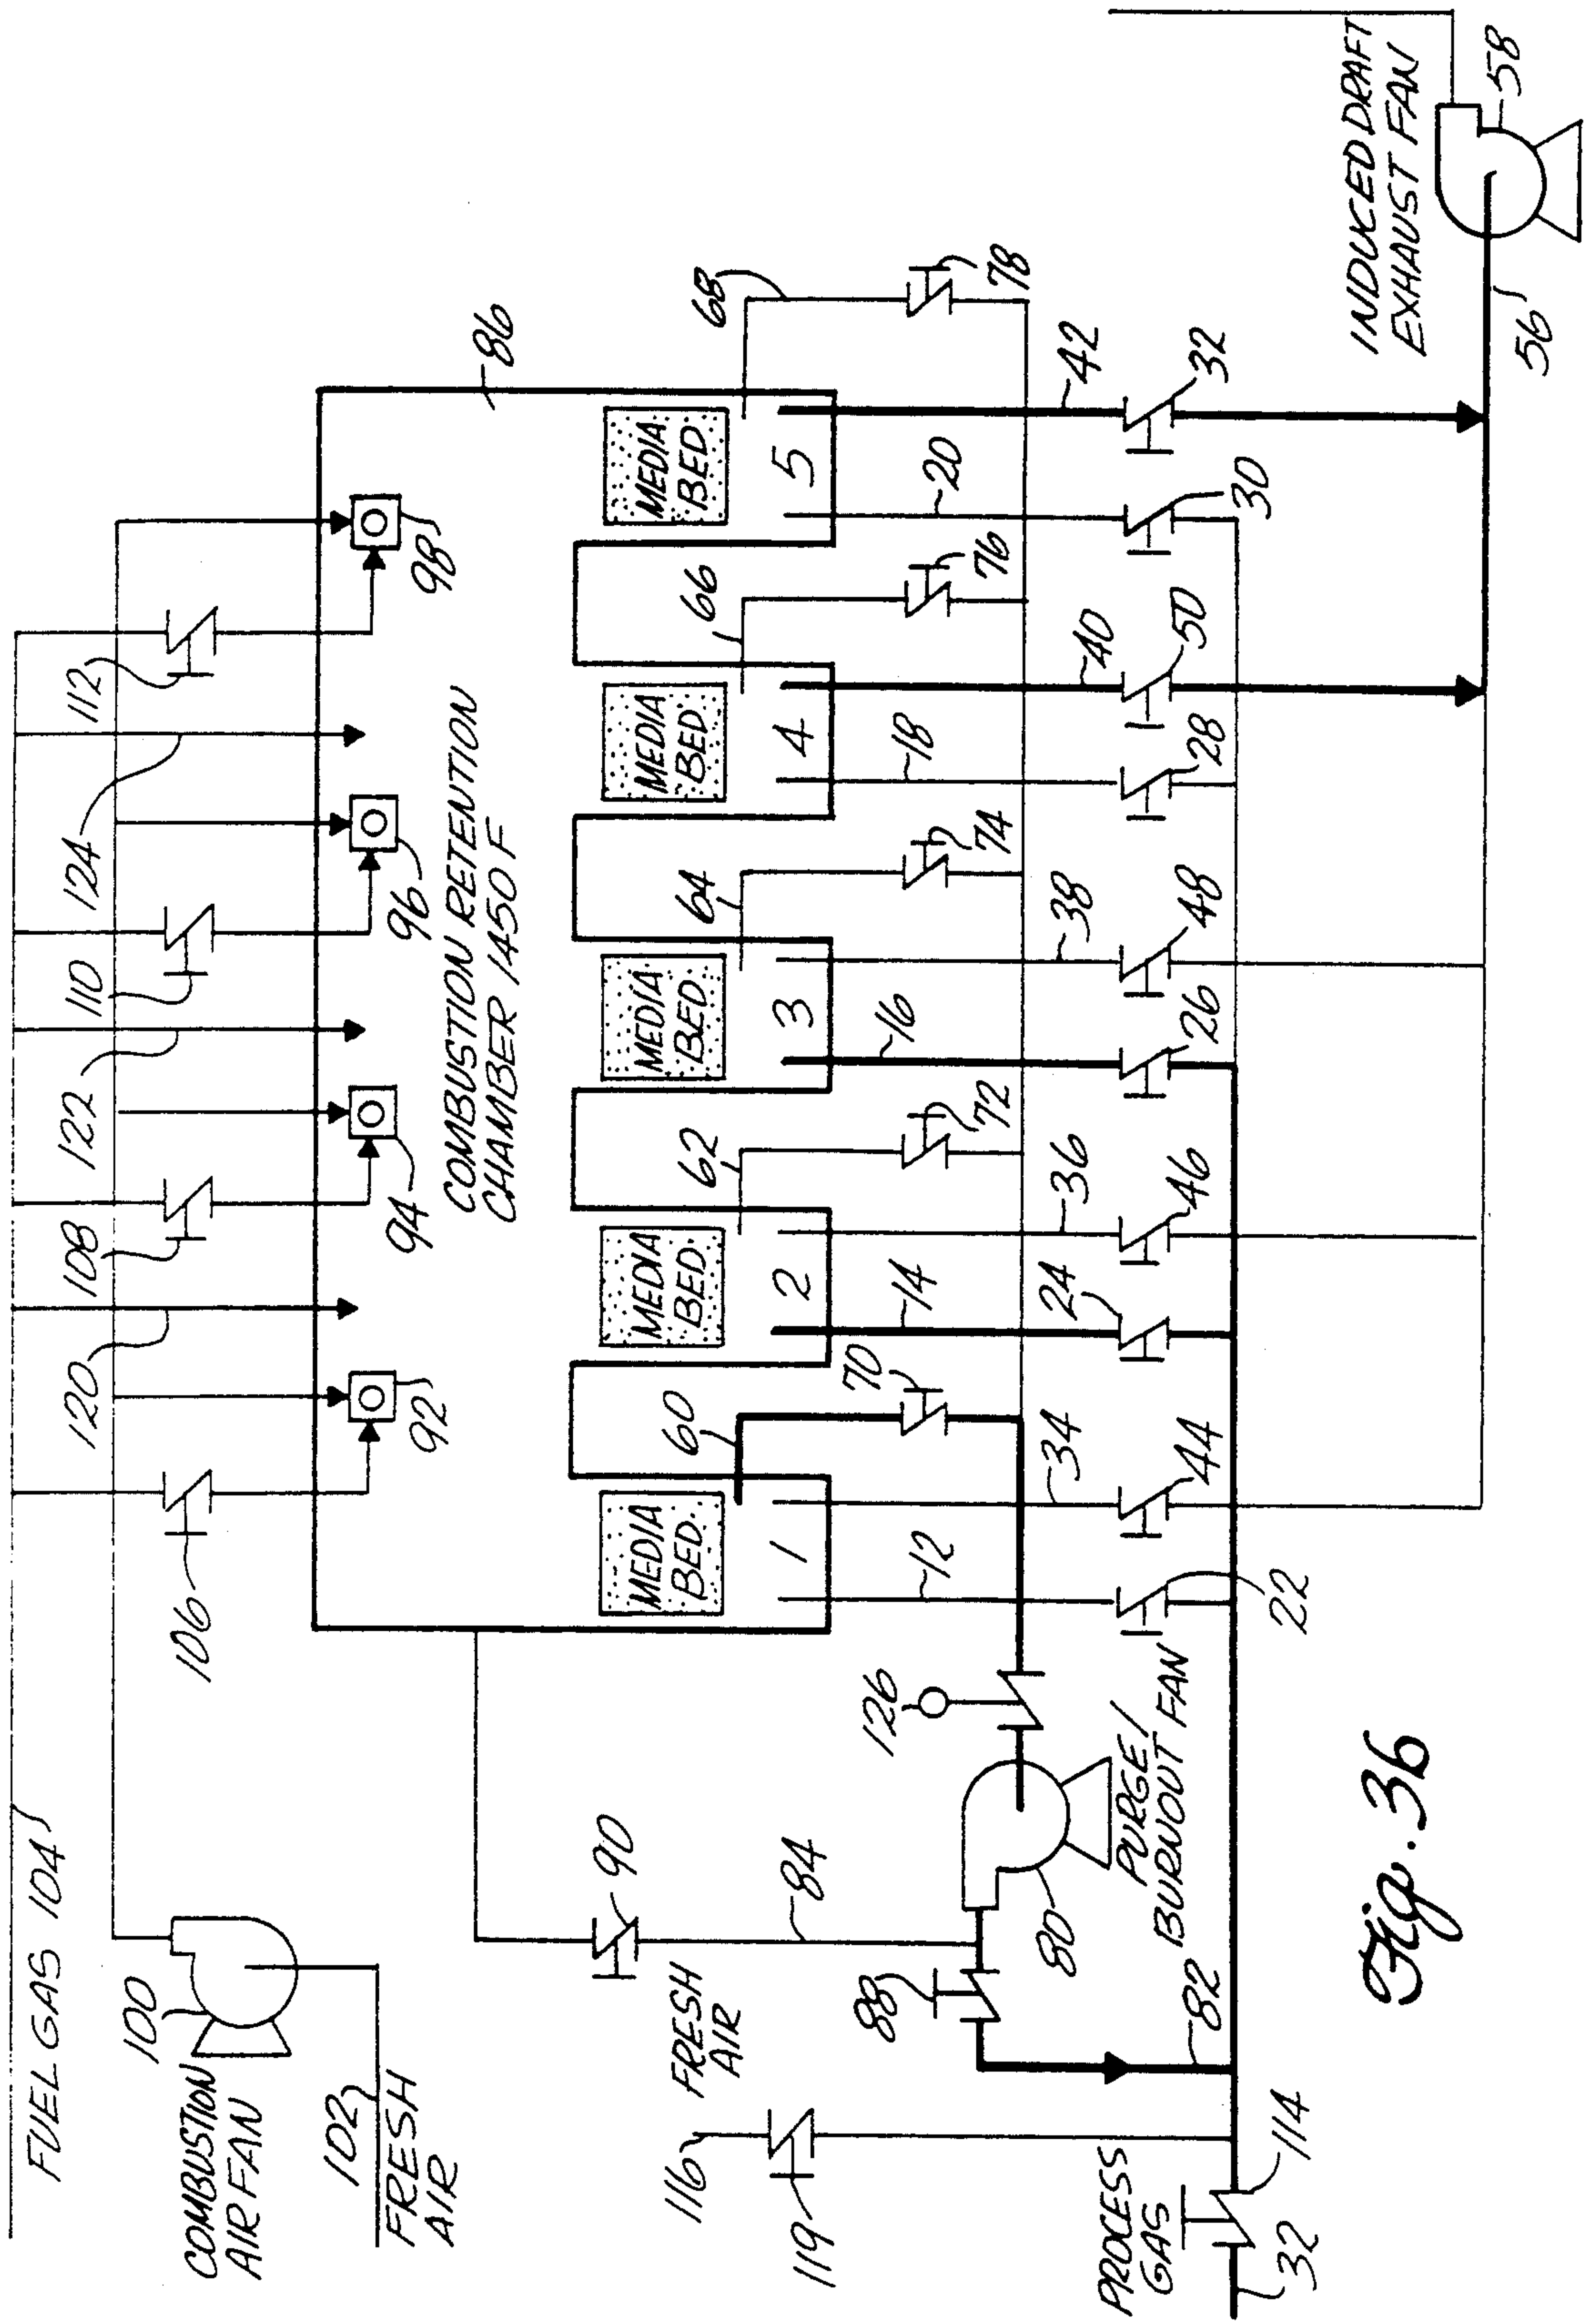 FUEL GAS 104
100
COMBUSTION
AIR FAN
102
FRESH
AIR
106
120
108
122
110
124
112
92
94
96
98
COMBUSTION RETENTION
CHAMBER 1450 F
86
MEDIA
BED
1
MEDIA
BED
2
MEDIA
BED
3
MEDIA
BED
4
MEDIA
BED
5
60
62
64
66
68
70
72
74
76
78
90
84
FRESH
AIR
116
119
88
80
PURGE/
BURNOUT FAN
126
12
34
14
36
16
38
18
40
20
42
22
44
24
46
26
48
28
50
30
32
82
PROCESS
GAS
114
32
INDUCED DRAFT
EXHAUST FAN
58
56
Fig. 3b